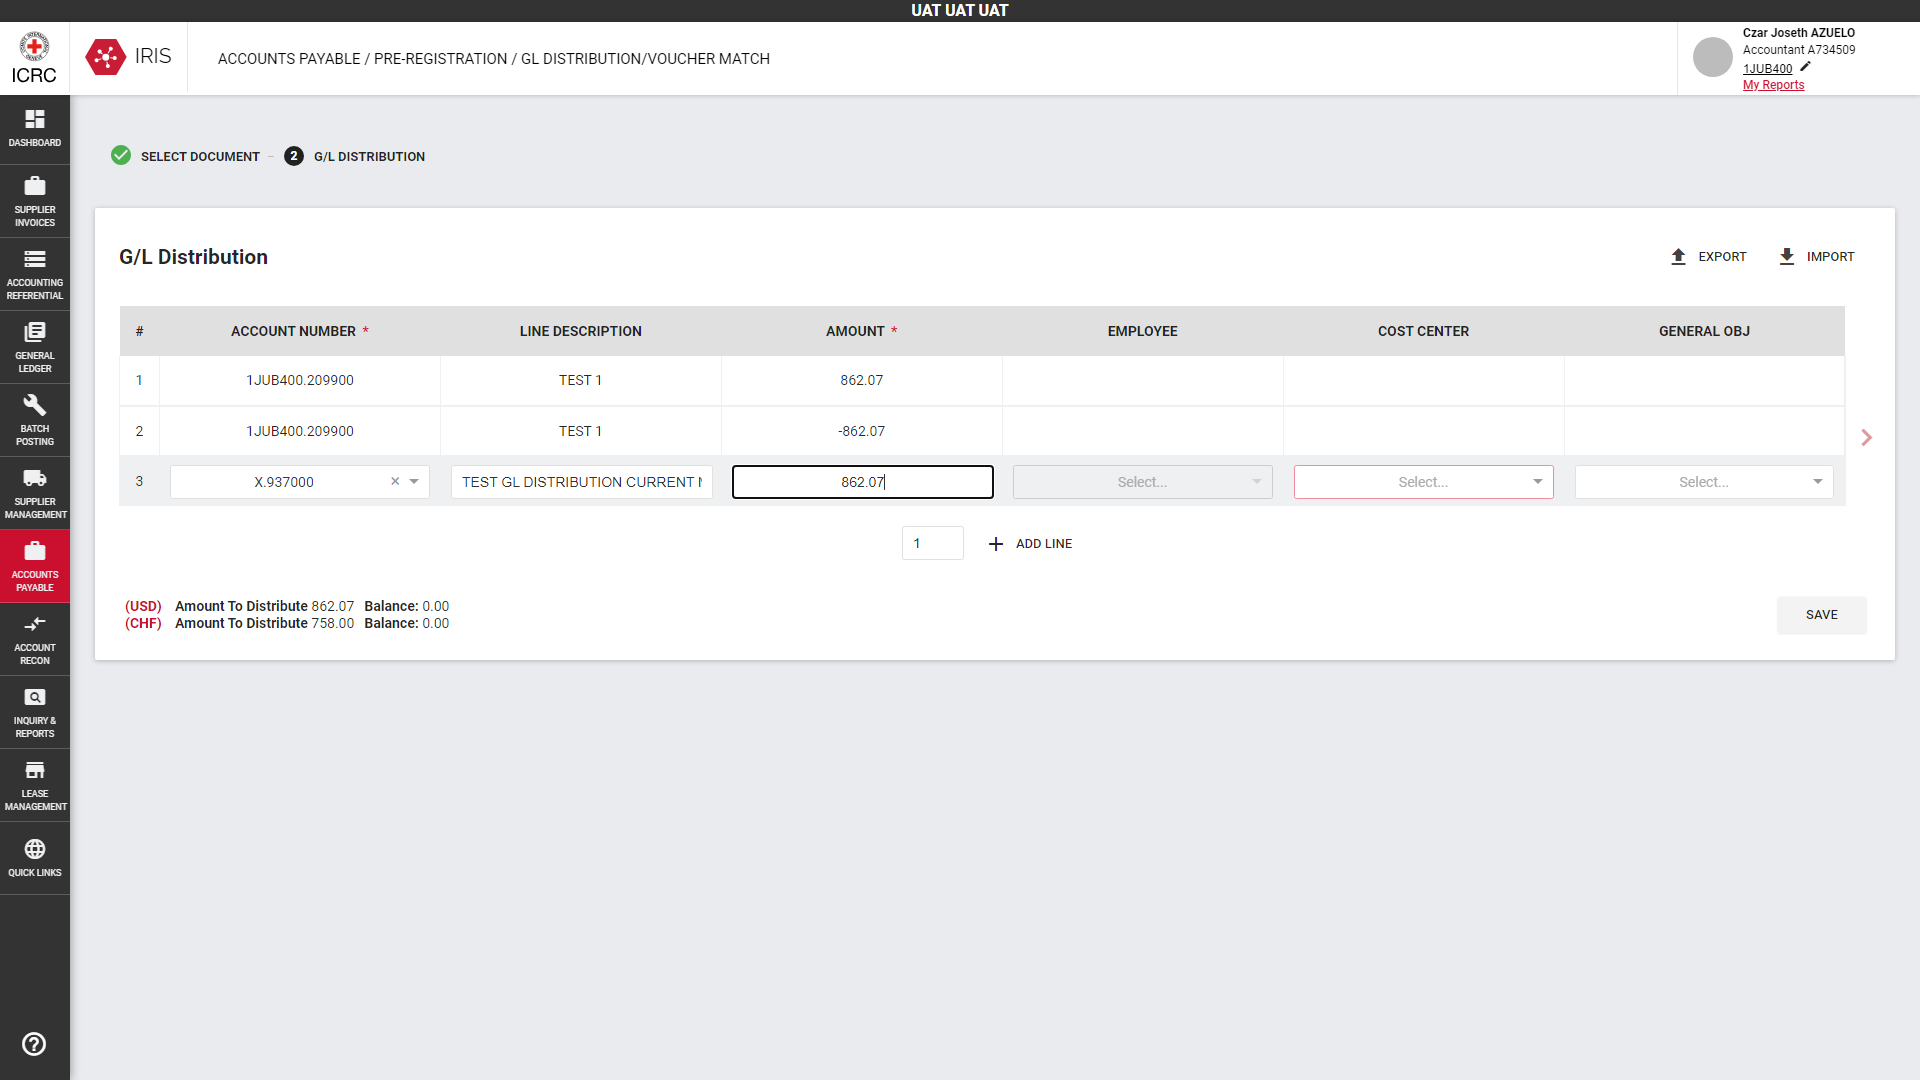 UAT UAT UAT
ICRC
IRIS
ACCOUNTS PAYABLE / PRE-REGISTRATION / GL DISTRIBUTION/VOUCHER MATCH
Czar Joseth AZUELO
Accountant A734509
1JUB400
My Reports
DASHBOARD
SUPPLIER
INVOICES
ACCOUNTING
REFERENTIAL
GENERAL
LEDGER
BATCH
POSTING
SUPPLIER
MANAGEMENT
ACCOUNTS
PAYABLE
ACCOUNT
RECON
INQUIRY &
REPORTS
LEASE
MANAGEMENT
QUICK LINKS
SELECT DOCUMENT – 2 G/L DISTRIBUTION
G/L Distribution
EXPORT IMPORT
# ACCOUNT NUMBER * LINE DESCRIPTION AMOUNT * EMPLOYEE COST CENTER GENERAL OBJ
1 1JUB400.209900 TEST 1 862.07
2 1JUB400.209900 TEST 1 -862.07
3 X.937000 × TEST GL DISTRIBUTION CURRENT 862.07 Select... Select... Select...
1 + ADD LINE
(USD) Amount To Distribute 862.07 Balance: 0.00
(CHF) Amount To Distribute 758.00 Balance: 0.00
SAVE